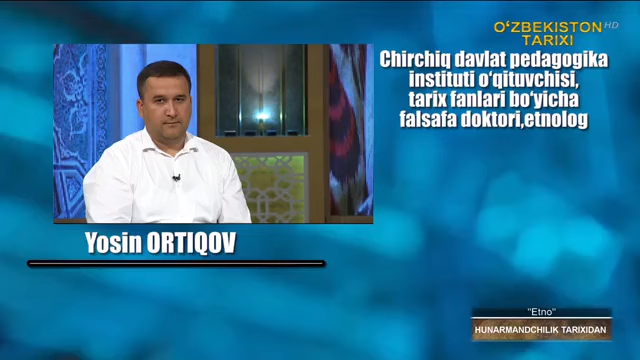 O‘ZBEKISTON HD
TARIXI
Chirchiq davlat pedagogika
instituti o‘qituvchisi,
tarix fanlari bo‘yicha
falsafa doktori,etnolog
Yosin ORTIQOV
"Etno"
HUNARMANDCHILIK TARIXIDAN